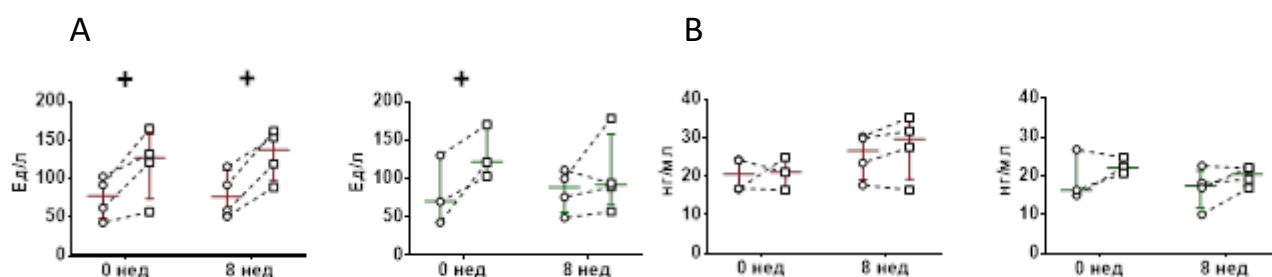 А В
+ + +
200 200 40 40
150 150 30 30
100 100 20 20
50 50 10 10
0 0 0 0
Ед/л Ед/л нг/м.л нг/м.л
0 нед 8 нед 0 нед 8 нед 0 нед 8 нед 0 нед 8 нед